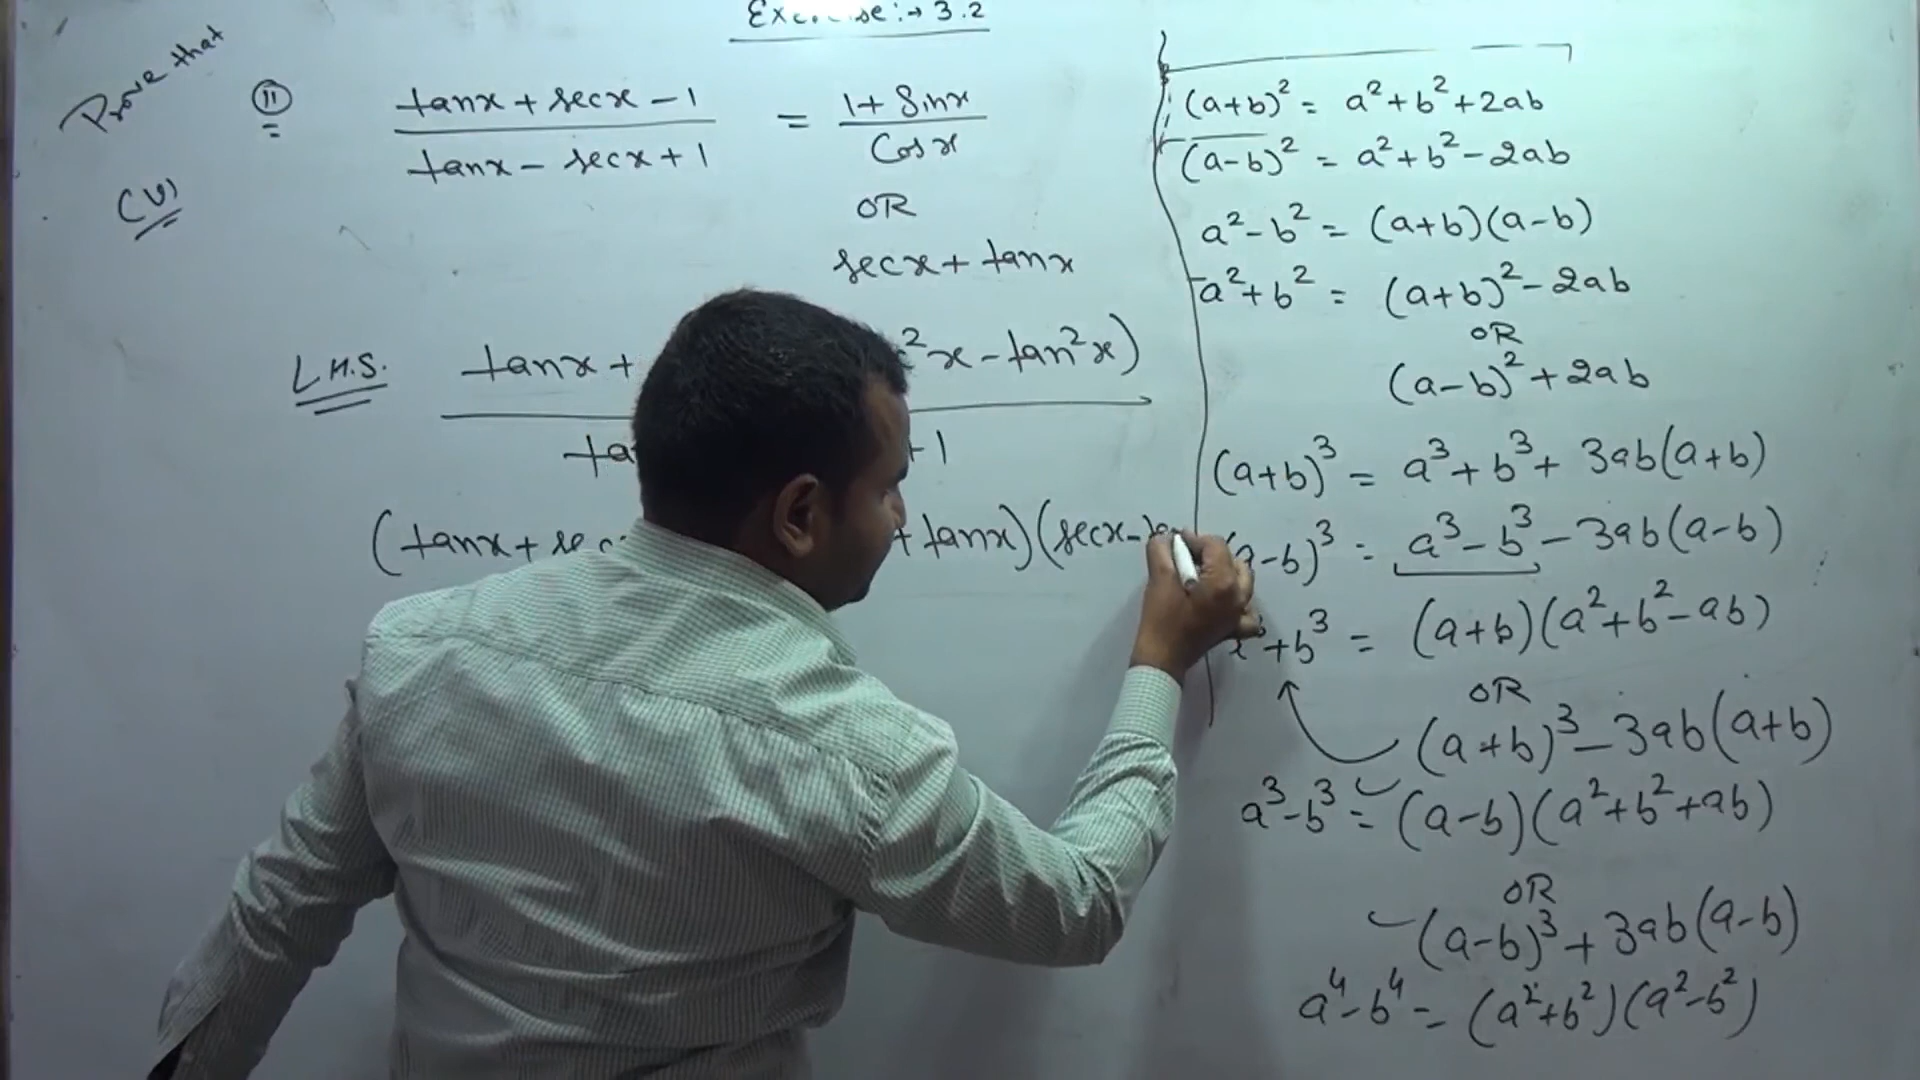 Exercise:→ 3.2
Prove that
(v)
11
tanx + secx - 1
tanx - secx + 1
=
1 + Sinx
Cosx
OR
secx + tanx
L.H.S.
tanx + ²x - tan²x)
+1
(tanx + sec + tanx)(secx -
(a+b)² = a² + b² + 2ab
(a-b)² = a² + b² - 2ab
a² - b² = (a+b)(a-b)
a² + b² = (a+b)² - 2ab
OR
(a-b)² + 2ab
(a+b)³ = a³ + b³ + 3ab(a+b)
a-b)³ = a³ - b³ - 3ab(a-b)
+ b³ = (a+b)(a² + b² - ab)
OR
(a+b)³ - 3ab(a+b)
a³ - b³ = (a-b)(a² + b² + ab)
OR
(a-b)³ + 3ab(a-b)
a⁴ - b⁴ = (a² + b²)(a² - b²)